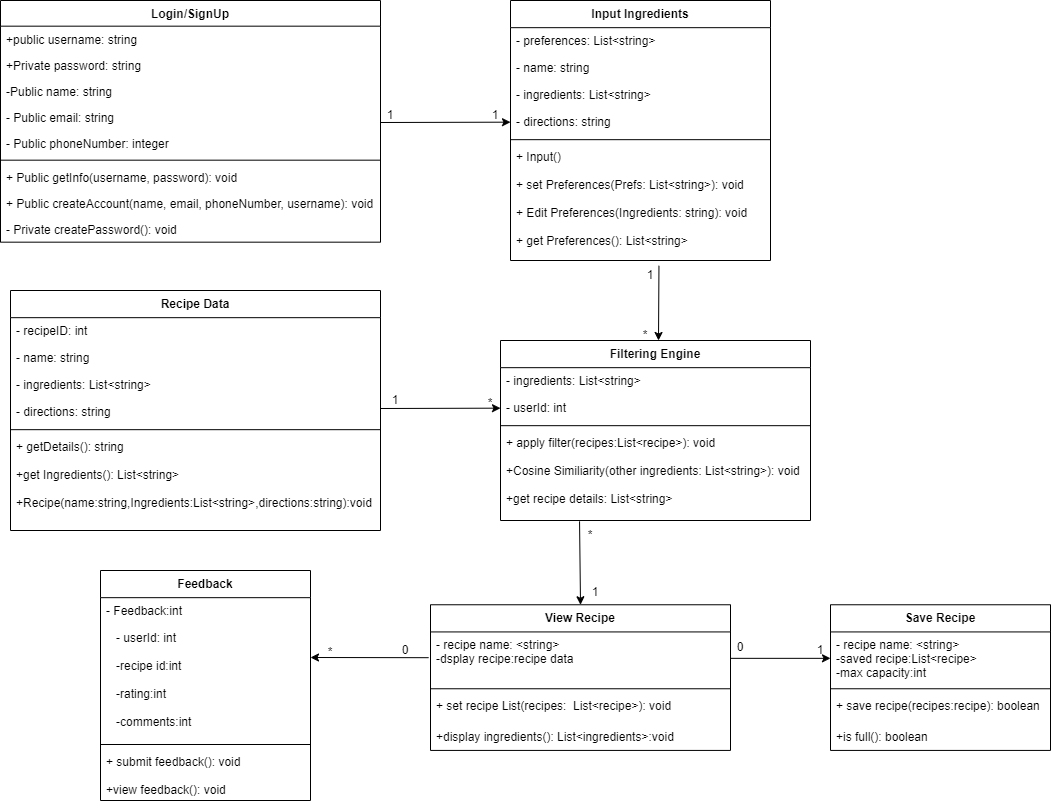 Login/SignUp
+public username: string
+Private password: string
-Public name: string
- Public email: string
- Public phoneNumber: integer
+ Public getInfo(username, password): void
+ Public createAccount(name, email, phoneNumber, username): void
- Private createPassword(): void
1
1
Input Ingredients
- preferences: List<string>
- name: string
- ingredients: List<string>
- directions: string
+ Input()
+ set Preferences(Prefs: List<string>): void
+ Edit Preferences(Ingredients: string): void
+ get Preferences(): List<string>
1
*
Recipe Data
- recipeID: int
- name: string
- ingredients: List<string>
- directions: string
+ getDetails(): string
+get Ingredients(): List<string>
+Recipe(name:string,Ingredients:List<string>,directions:string):void
1
*
Filtering Engine
- ingredients: List<string>
- userId: int
+ apply filter(recipes:List<recipe>): void
+Cosine Similiarity(other ingredients: List<string>): void
+get recipe details: List<string>
*
1
Feedback
- Feedback:int
- userId: int
-recipe id:int
-rating:int
-comments:int
+ submit feedback(): void
+view feedback(): void
*
0
View Recipe
- recipe name: <string>
-dsplay recipe:recipe data
+ set recipe List(recipes: List<recipe>): void
+display ingredients(): List<ingredients>:void
0
1
Save Recipe
- recipe name: <string>
-saved recipe:List<recipe>
-max capacity:int
+ save recipe(recipes:recipe): boolean
+is full(): boolean